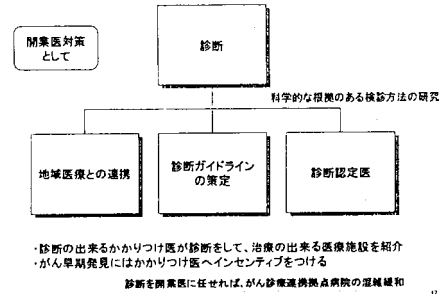 開業医対策
として
診断
科学的な根拠のある検診方法の研究
地域医療との連携
診断ガイドライン
の策定
診断認定医
・診断の出来るかかりつけ医が診断をして、治療の出来る医療施設を紹介
・がん早期発見にはかかりつけ医へインセンティブをつける
診断を開業医に任せれば、がん診療連携拠点病院の混雑緩和